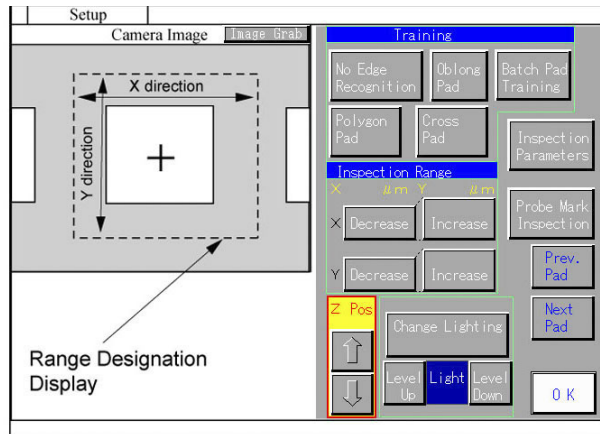 Setup
Camera Image
Image Grab
X direction
Y direction
Range Designation
Display
Training
No Edge
Recognition
Oblong
Pad
Batch Pad
Training
Polygon
Pad
Cross
Pad
Inspection
Parameters
Inspection Range
X μm Y μm
X Decrease Increase
Probe Mark
Inspection
Y Decrease Increase
Prev.
Pad
Z Pos
Change Lighting
Next
Pad
Level
Up
Light
Level
Down
OK